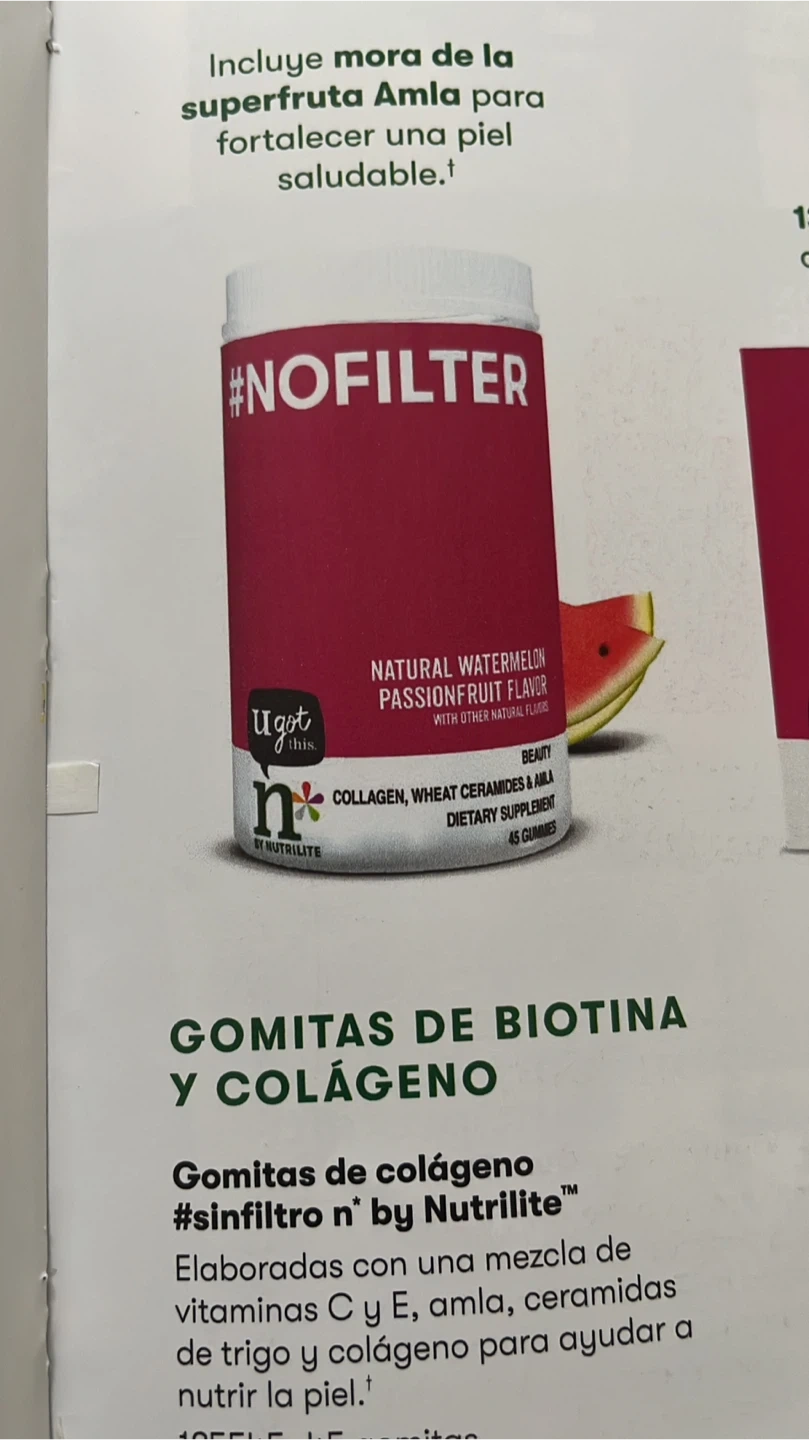 Incluye mora de la
superfruta Amla para
fortalecer una piel
saludable.†
#NOFILTER
NATURAL WATERMELON
PASSIONFRUIT FLAVOR
WITH OTHER NATURAL FLAVORS
U got
this.
n*
BY NUTRILITE
BEAUTY
COLLAGEN, WHEAT CERAMIDES & AMLA
DIETARY SUPPLEMENT
45 GUMMIES
GOMITAS DE BIOTINA
Y COLÁGENO
Gomitas de colágeno
#sinfiltro n* by Nutrilite™
Elaboradas con una mezcla de
vitaminas C y E, amla, ceramidas
de trigo y colágeno para ayudar a
nutrir la piel.†